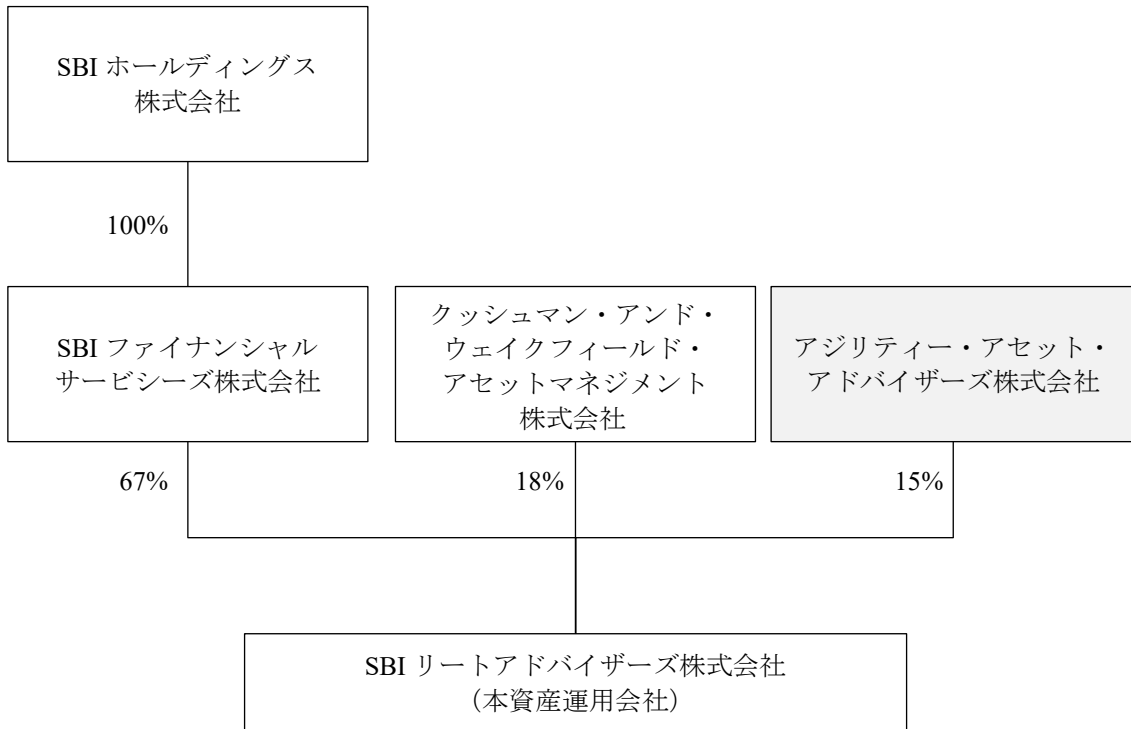 SBI ホールディングス
株式会社
100%
SBI ファイナンシャル
サービシーズ株式会社
クッシュマン・アンド・
ウェイクフィールド・
アセットマネジメント
株式会社
アジリティー・アセット・
アドバイザーズ株式会社
67%
18%
15%
SBI リートアドバイザーズ株式会社
（本資産運用会社）